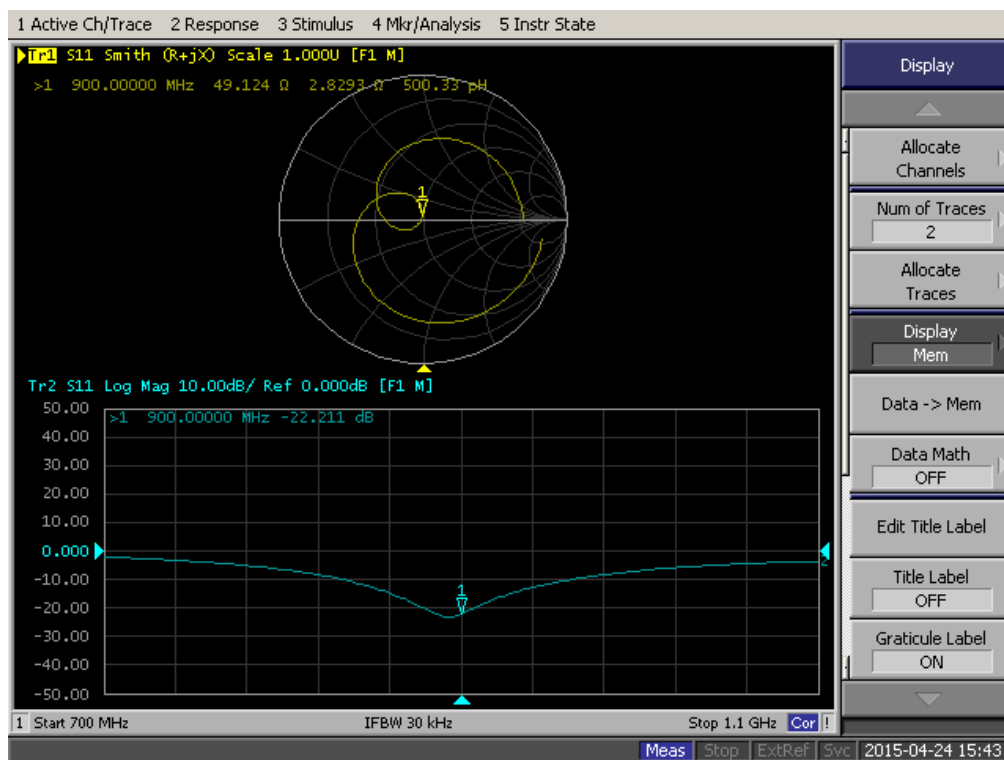 1 Active Ch/Trace 2 Response 3 Stimulus 4 Mkr/Analysis 5 Instr State
Tr1 S11 Smith (R+jX) Scale 1.000U [F1 M]
>1 900.00000 MHz 49.124 Ω 2.8293 Ω 500.33 pH
1
Tr2 S11 Log Mag 10.00dB/ Ref 0.000dB [F1 M]
>1 900.00000 MHz -22.211 dB
50.00
40.00
30.00
20.00
10.00
0.000
-10.00
-20.00
-30.00
-40.00
-50.00
1
2
1 Start 700 MHz IFBW 30 kHz Stop 1.1 GHz Cor !
Display
Allocate
Channels
Num of Traces
2
Allocate
Traces
Display
Mem
Data -> Mem
Data Math
OFF
Edit Title Label
Title Label
OFF
Graticule Label
ON
Meas Stop ExtRef Svc 2015-04-24 15:43